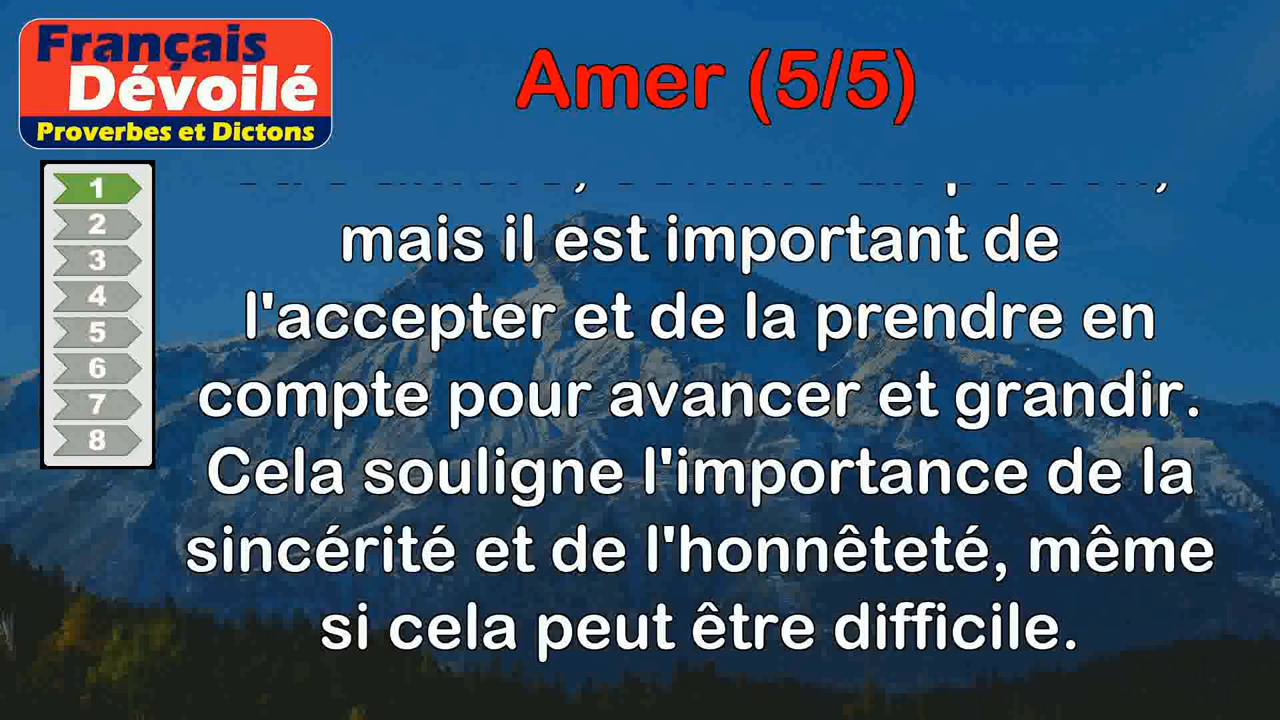 Français
Dévoilé
Proverbes et Dictons
Amer (5/5)
1
2
3
4
5
6
7
8
mais il est important de
l'accepter et de la prendre en
compte pour avancer et grandir.
Cela souligne l'importance de la
sincérité et de l'honnêteté, même
si cela peut être difficile.